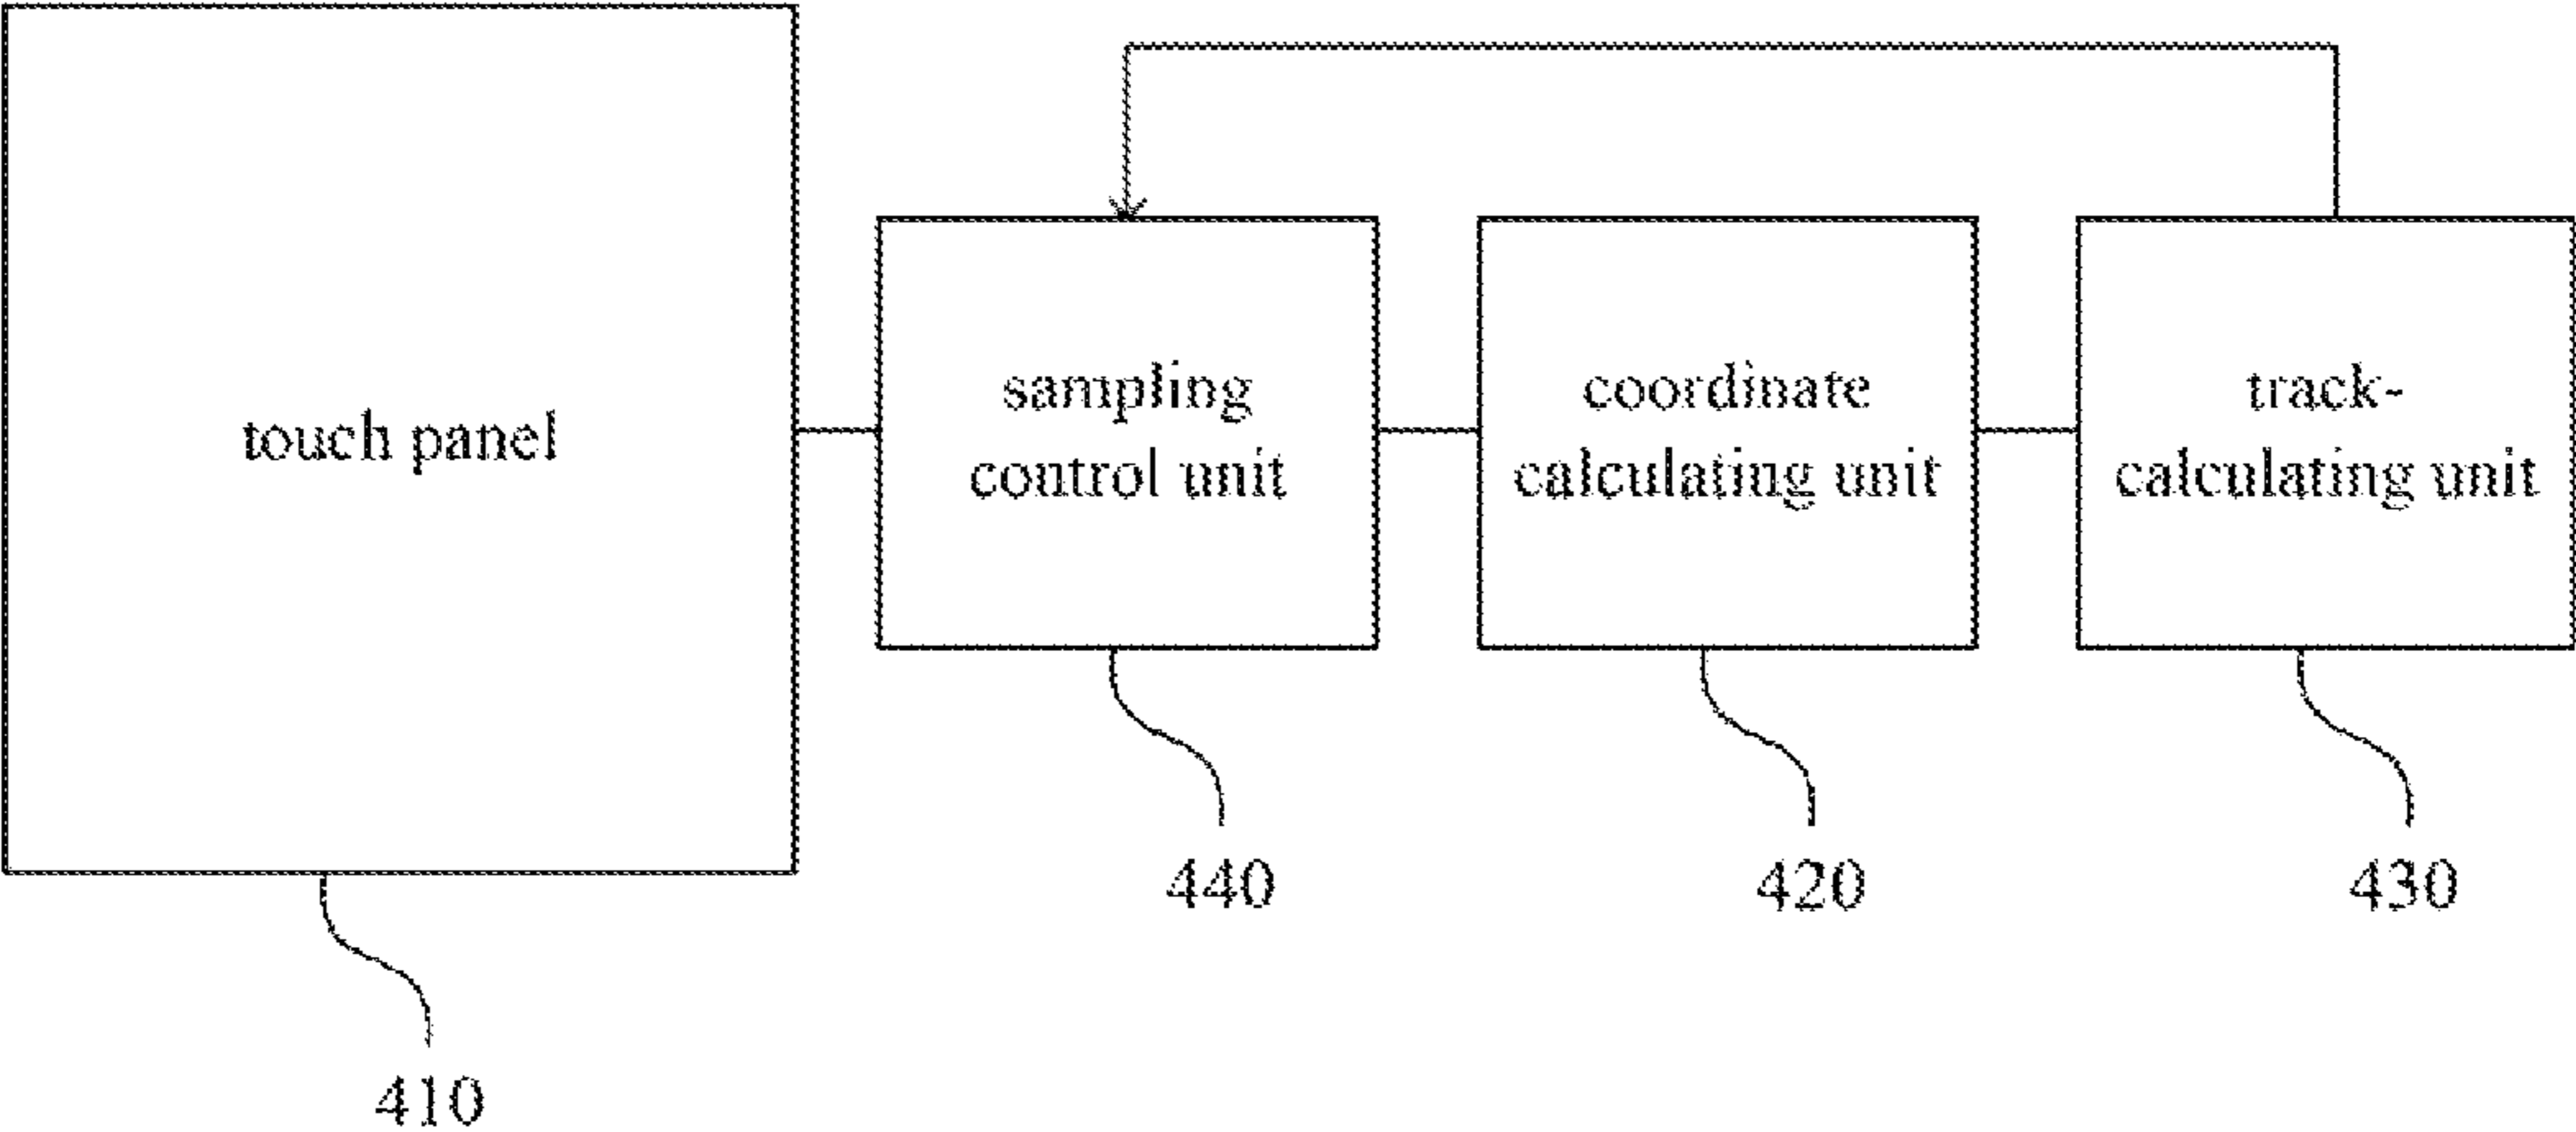 touch panel
sampling
control unit
coordinate
calculating unit
track-
calculating unit
440
420
430
410